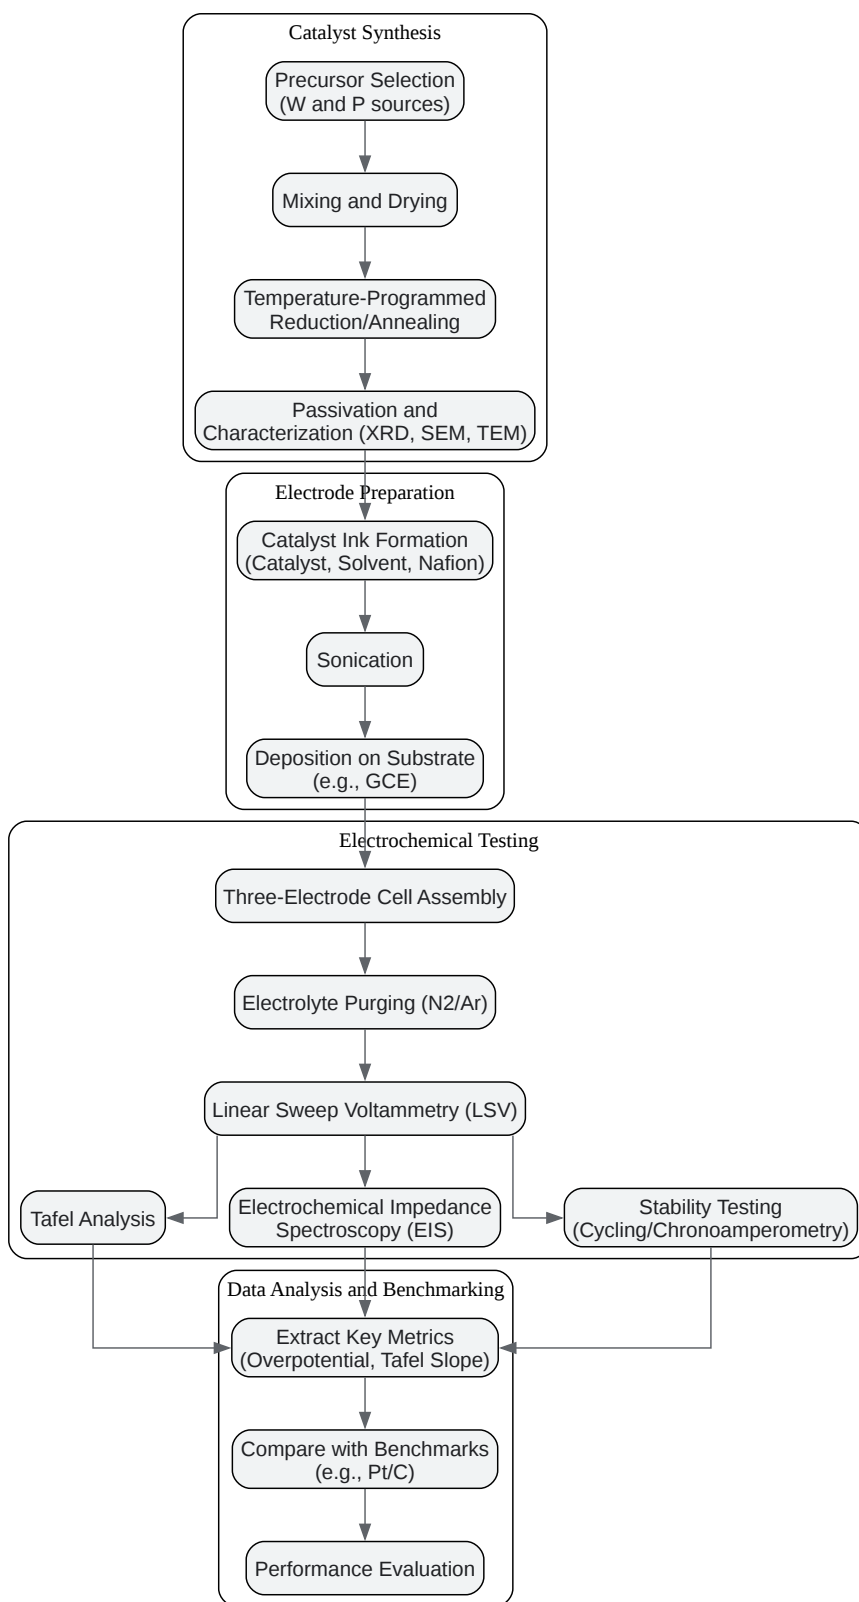 Catalyst Synthesis
Precursor Selection
(W and P sources)
Mixing and Drying
Temperature-Programmed
Reduction/Annealing
Passivation and
Characterization (XRD, SEM, TEM)
Electrode Preparation
Catalyst Ink Formation
(Catalyst, Solvent, Nafion)
Sonication
Deposition on Substrate
(e.g., GCE)
Electrochemical Testing
Three-Electrode Cell Assembly
Electrolyte Purging (N2/Ar)
Linear Sweep Voltammetry (LSV)
Tafel Analysis
Electrochemical Impedance
Spectroscopy (EIS)
Stability Testing
(Cycling/Chronoamperometry)
Data Analysis and Benchmarking
Extract Key Metrics
(Overpotential, Tafel Slope)
Compare with Benchmarks
(e.g., Pt/C)
Performance Evaluation